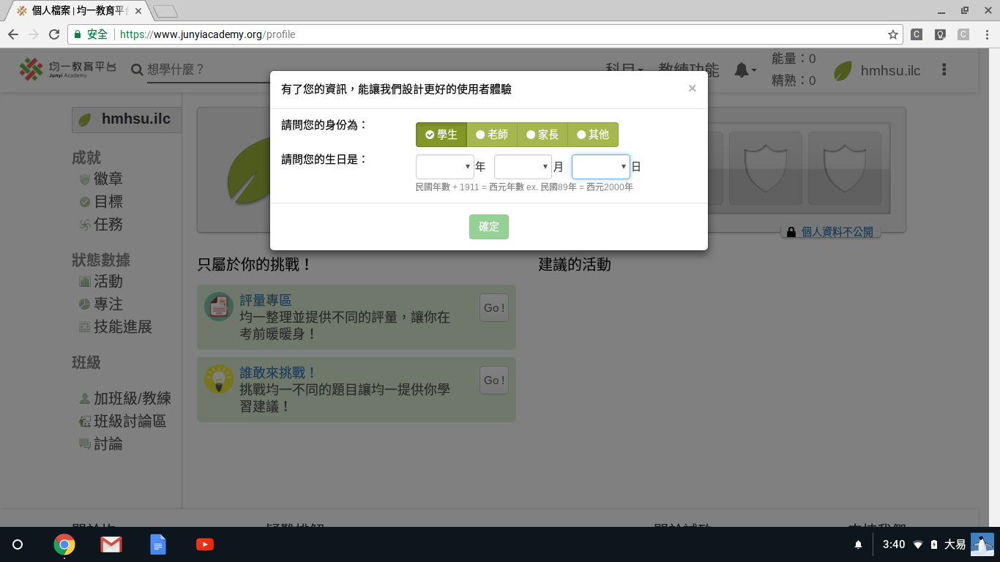 個人檔案 | 均一教育平台
安全 https://www.junyiacademy.org/profile
均一教育平台
Junyi Academy
想學什麼？
科目
教練功能
能量：0
精熟：0
hmhsu.ilc
有了您的資訊，能讓我們設計更好的使用者體驗
×
請問您的身份為：
學生 老師 家長 其他
請問您的生日是：
年 月 日
民國年數 + 1911 = 西元年數 ex. 民國89年 = 西元2000年
確定
hmhsu.ilc
成就
徽章
目標
任務
狀態數據
活動
專注
技能進展
班級
加班級/教練
班級討論區
討論
個人資料不公開
只屬於你的挑戰！
評量專區
均一整理並提供不同的評量，讓你在
考前暖暖身！
Go !
誰敢來挑戰！
挑戰均一不同的題目讓均一提供你學
習建議！
Go !
建議的活動
3:40
大易